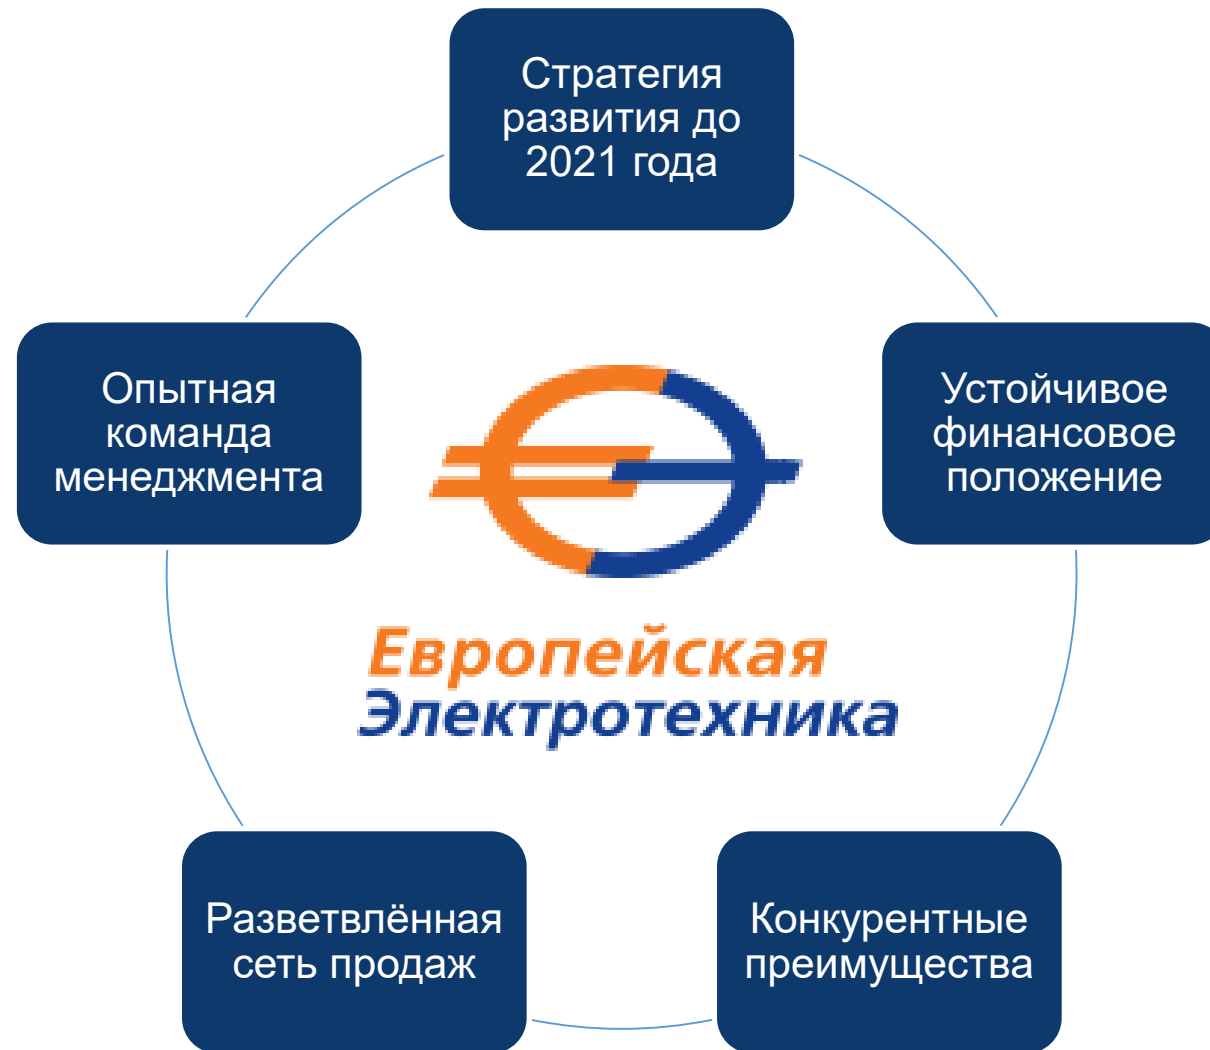 Стратегия
развития до
2021 года
Опытная
команда
менеджмента
Устойчивое
финансовое
положение
Европейская
Электротехника
Разветвлённая
сеть продаж
Конкурентные
преимущества